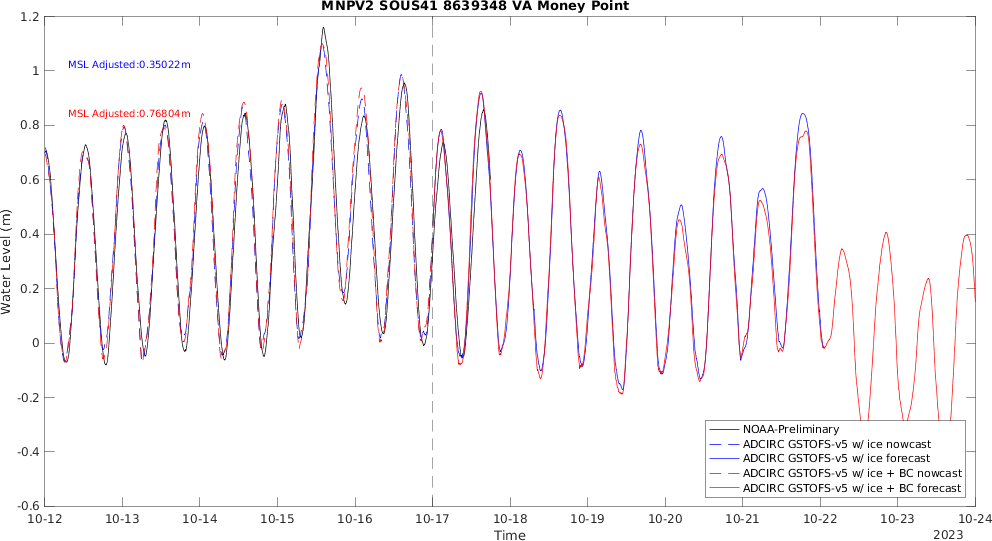 MNPV2 SOUS41 8639348 VA Money Point
1.2
1
0.8
0.6
0.4
0.2
0
-0.2
-0.4
-0.6
Water Level (m)
MSL Adjusted:0.35022m
MSL Adjusted:0.76804m
NOAA-Preliminary
ADCIRC GSTOFS-v5 w/ ice nowcast
ADCIRC GSTOFS-v5 w/ ice forecast
ADCIRC GSTOFS-v5 w/ ice + BC nowcast
ADCIRC GSTOFS-v5 w/ ice + BC forecast
10-12 10-13 10-14 10-15 10-16 10-17 10-18 10-19 10-20 10-21 10-22 10-23 10-24
Time
2023